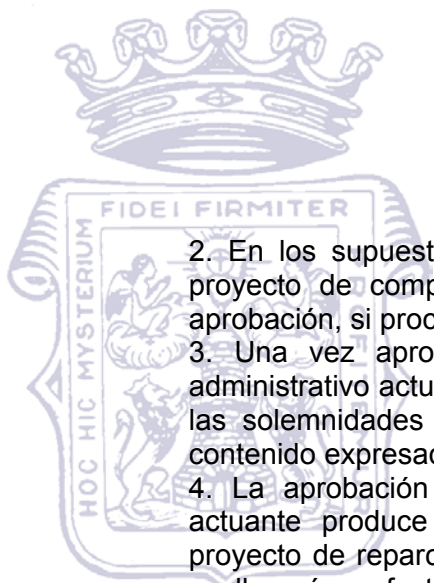 FIDEI FIRMITER
HOC HIC MYSTERIUM
2. En los supuest
proyecto de comp
aprobación, si proc
3. Una vez apro
administrativo actu
las solemnidades
contenido expresad
4. La aprobación
actuante produce
proyecto de reparc